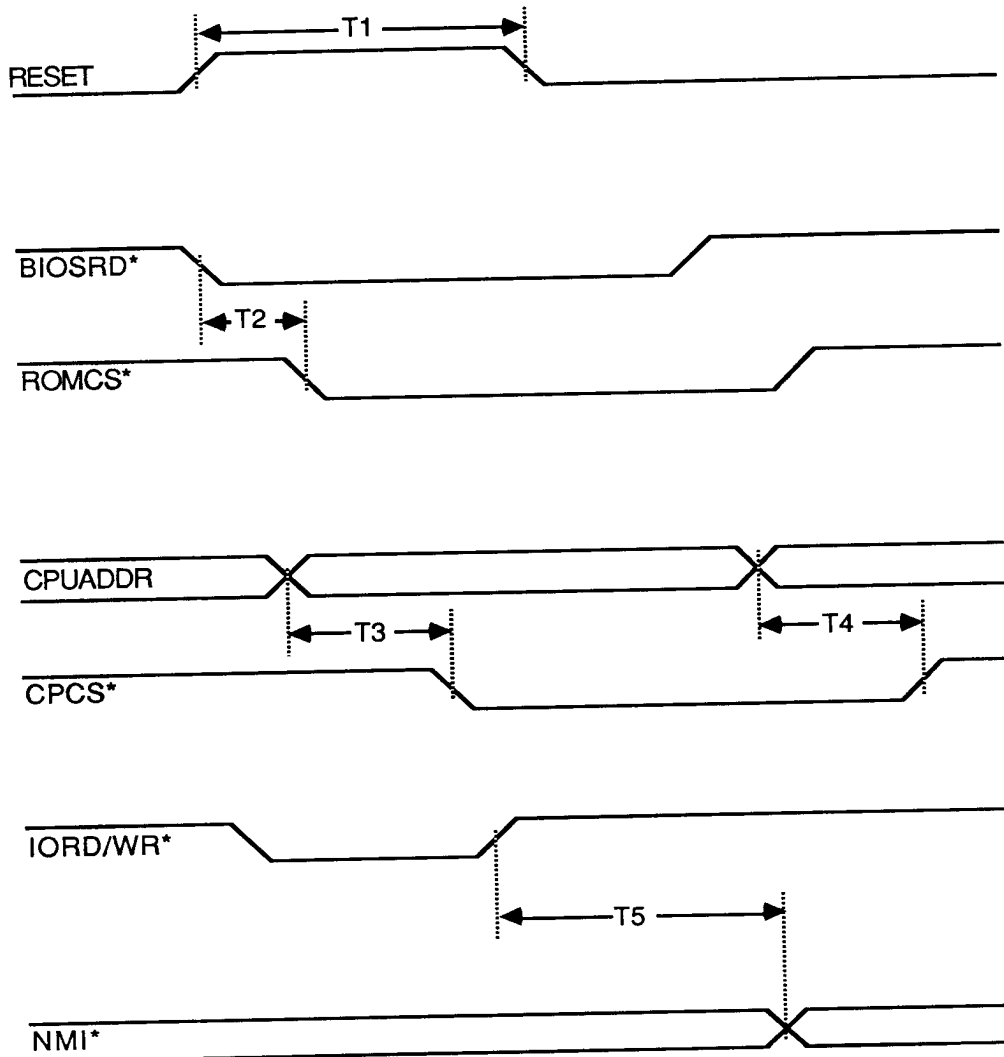 T1
RESET
BIOSRD*
T2
ROMCS*
CPUADDR
T3
T4
CPCS*
IORD/WR*
T5
NMI*